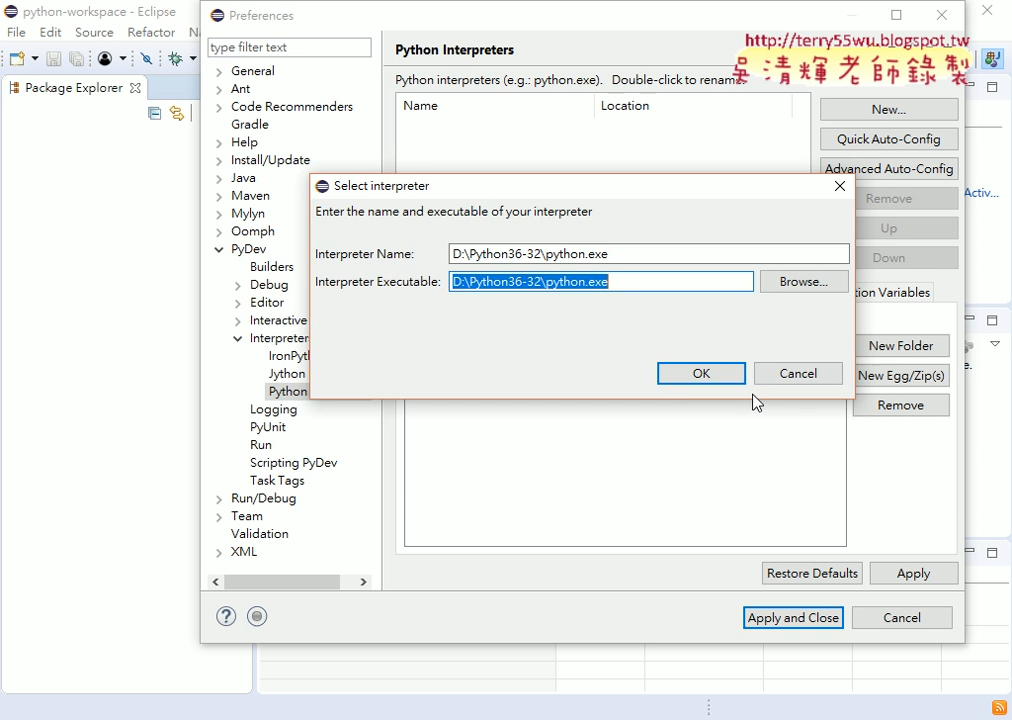 python-workspace - Eclipse
File Edit Source Refactor
Package Explorer
Preferences
type filter text
General
Ant
Code Recommenders
Gradle
Help
Install/Update
Java
Maven
Mylyn
Oomph
PyDev
Builders
Debug
Editor
Interactive
Interpreter
Jython
Python
Logging
PyUnit
Run
Scripting PyDev
Task Tags
Run/Debug
Team
Validation
XML
Python Interpreters
http://terry55wu.blogspot.tw
吳清輝老師錄製
Python interpreters (e.g.: python.exe). Double-click to rename.
Name Location
New...
Quick Auto-Config
Advanced Auto-Config
Remove
Up
Down
Variables
New Folder
New Egg/Zip(s)
Remove
Select interpreter
Enter the name and executable of your interpreter
Interpreter Name: D:\Python36-32\python.exe
Interpreter Executable: D:\Python36-32\python.exe Browse...
OK Cancel
Restore Defaults Apply
Apply and Close Cancel
Activ...